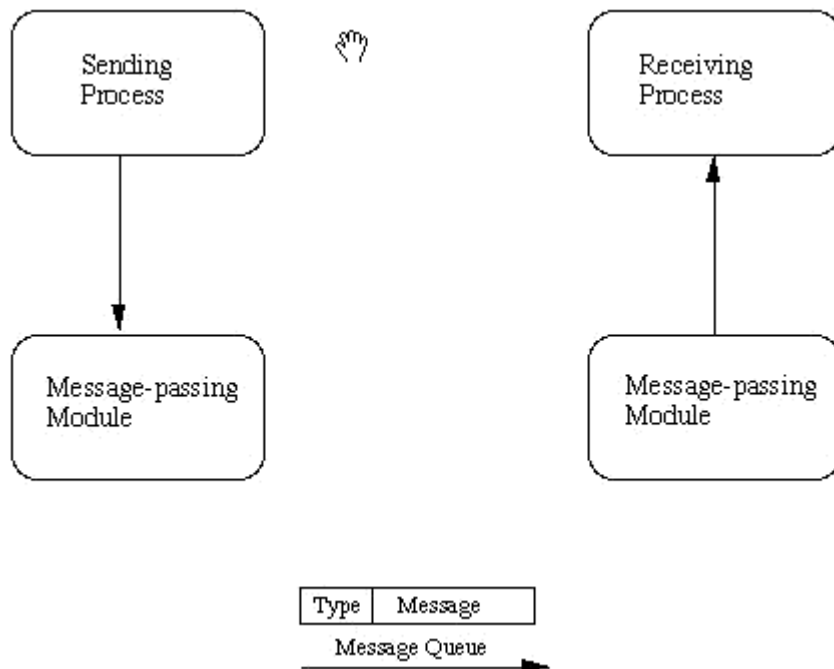 Sending
Process
Receiving
Process
Message-passing
Module
Message-passing
Module
Type
Message
Message Queue